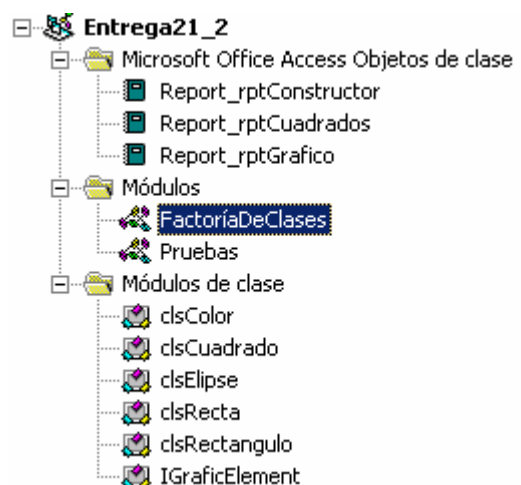 Entrega21_2
Microsoft Office Access Objetos de clase
Report_rptConstructor
Report_rptCuadrados
Report_rptGrafico
Módulos
FactoríaDeClases
Pruebas
Módulos de clase
clsColor
clsCuadrado
clsElipse
clsRecta
clsRectangulo
IGraficElement